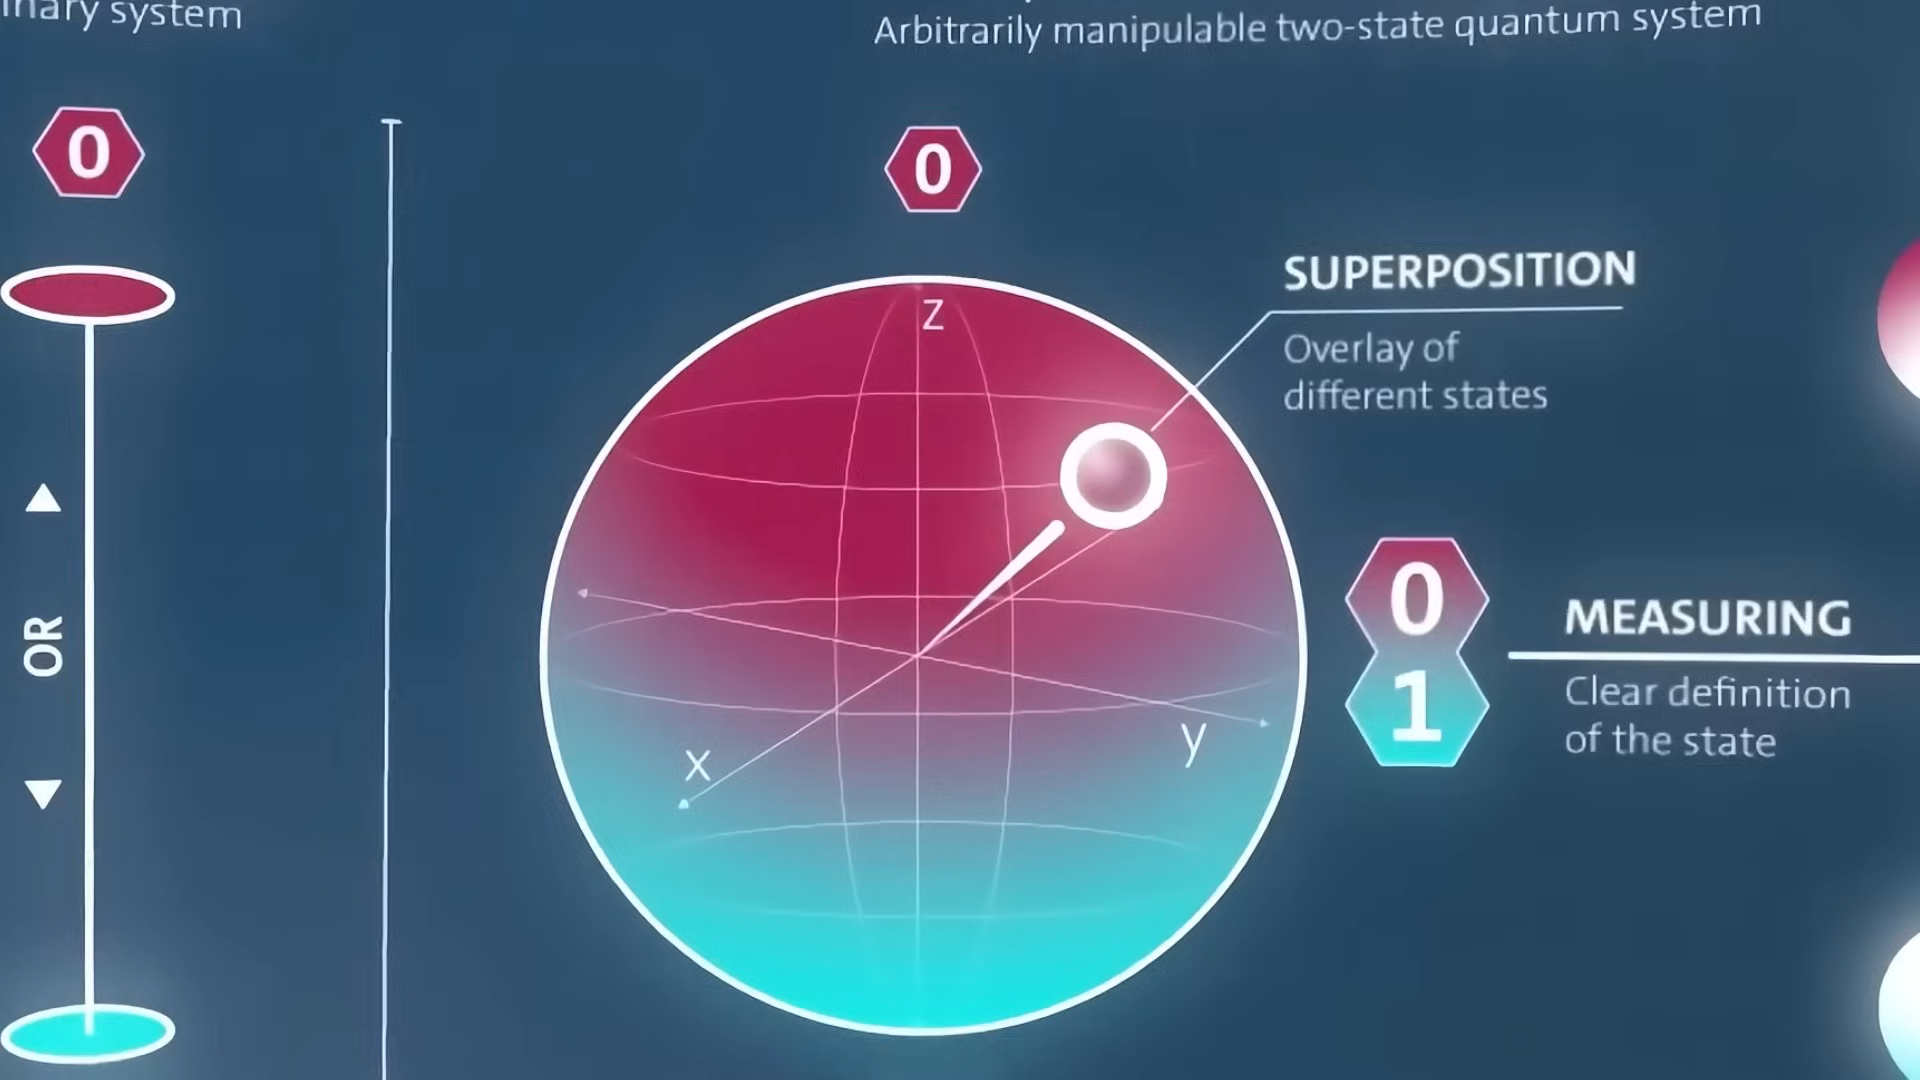 system
Arbitrarily manipulable two-state quantum system
0
0
SUPERPOSITION
Overlay of
different states
Z
OR
x
y
0
1
MEASURING
Clear definition
of the state